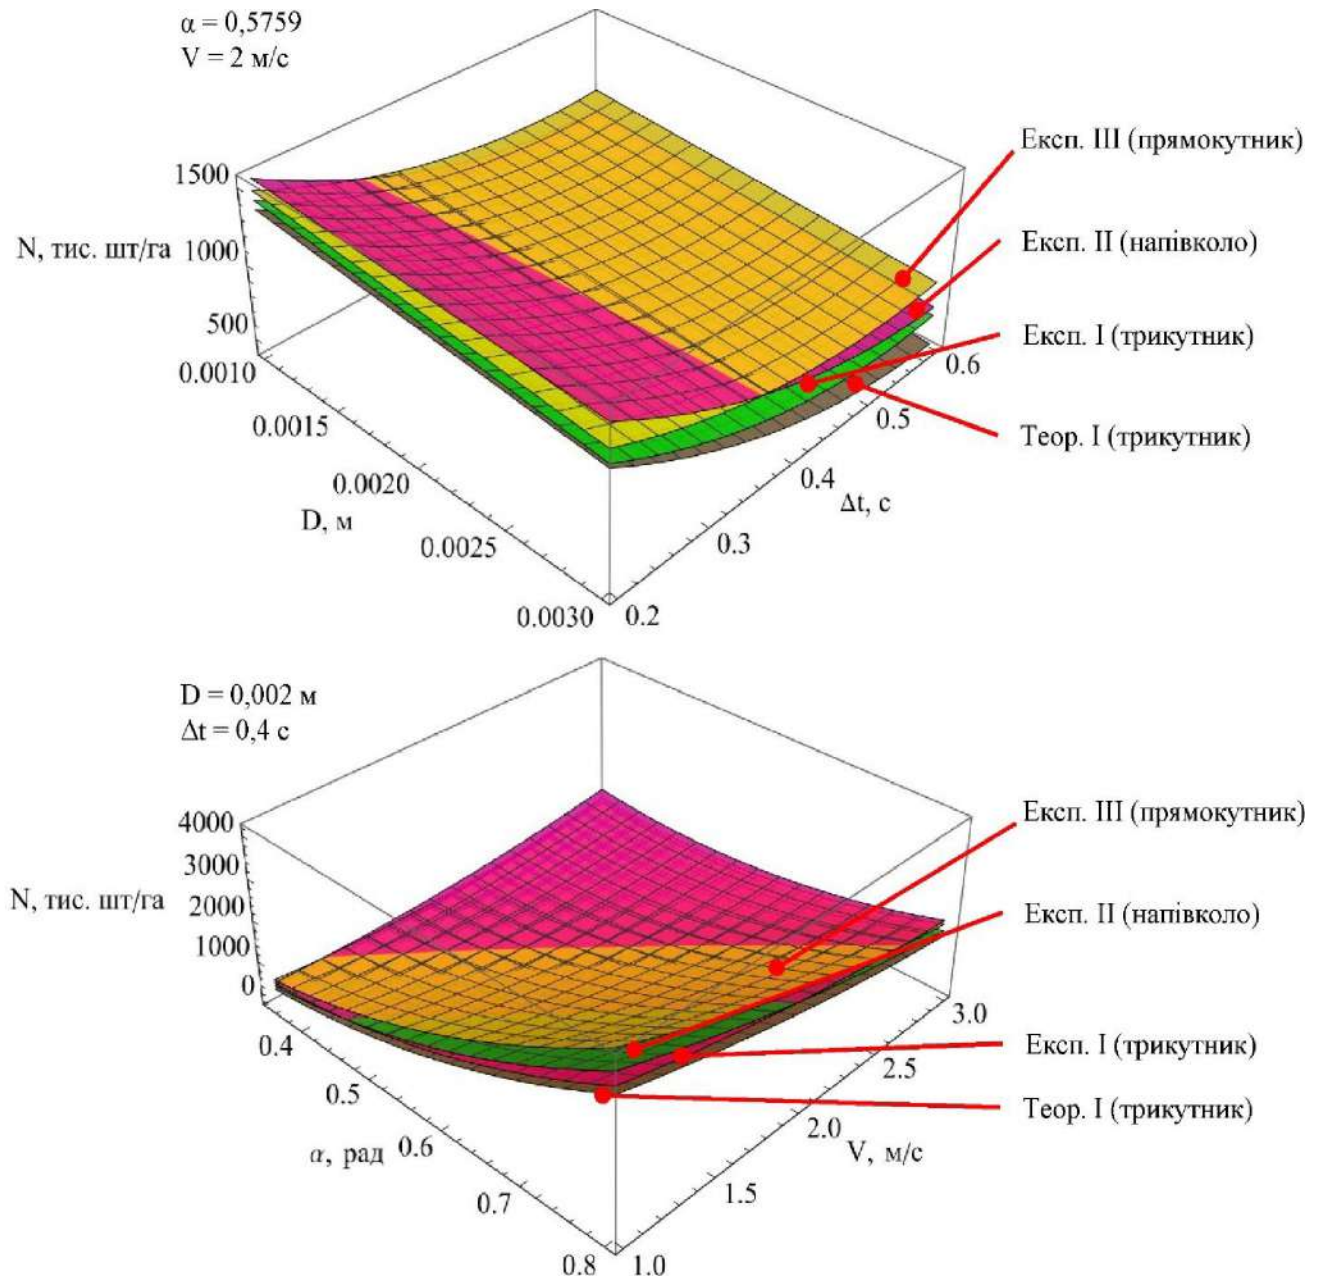 α = 0,5759
V = 2 м/с
Експ. III (прямокутник)
1500
Експ. II (напівколо)
N, тис. шт/га
1000
500
Експ. I (трикутник)
0.6
0.0010
0.5
0.0015
Теор. I (трикутник)
0.0020
0.4
Δt, с
D, м
0.0025
0.3
0.0030
0.2
D = 0,002 м
Δt = 0,4 с
Експ. III (прямокутник)
4000
3000
N, тис. шт/га
2000
Експ. II (напівколо)
1000
0
3.0
0.4
Експ. I (трикутник)
2.5
0.5
Теор. I (трикутник)
2.0
α, рад
0.6
V, м/с
1.5
0.7
0.8
1.0